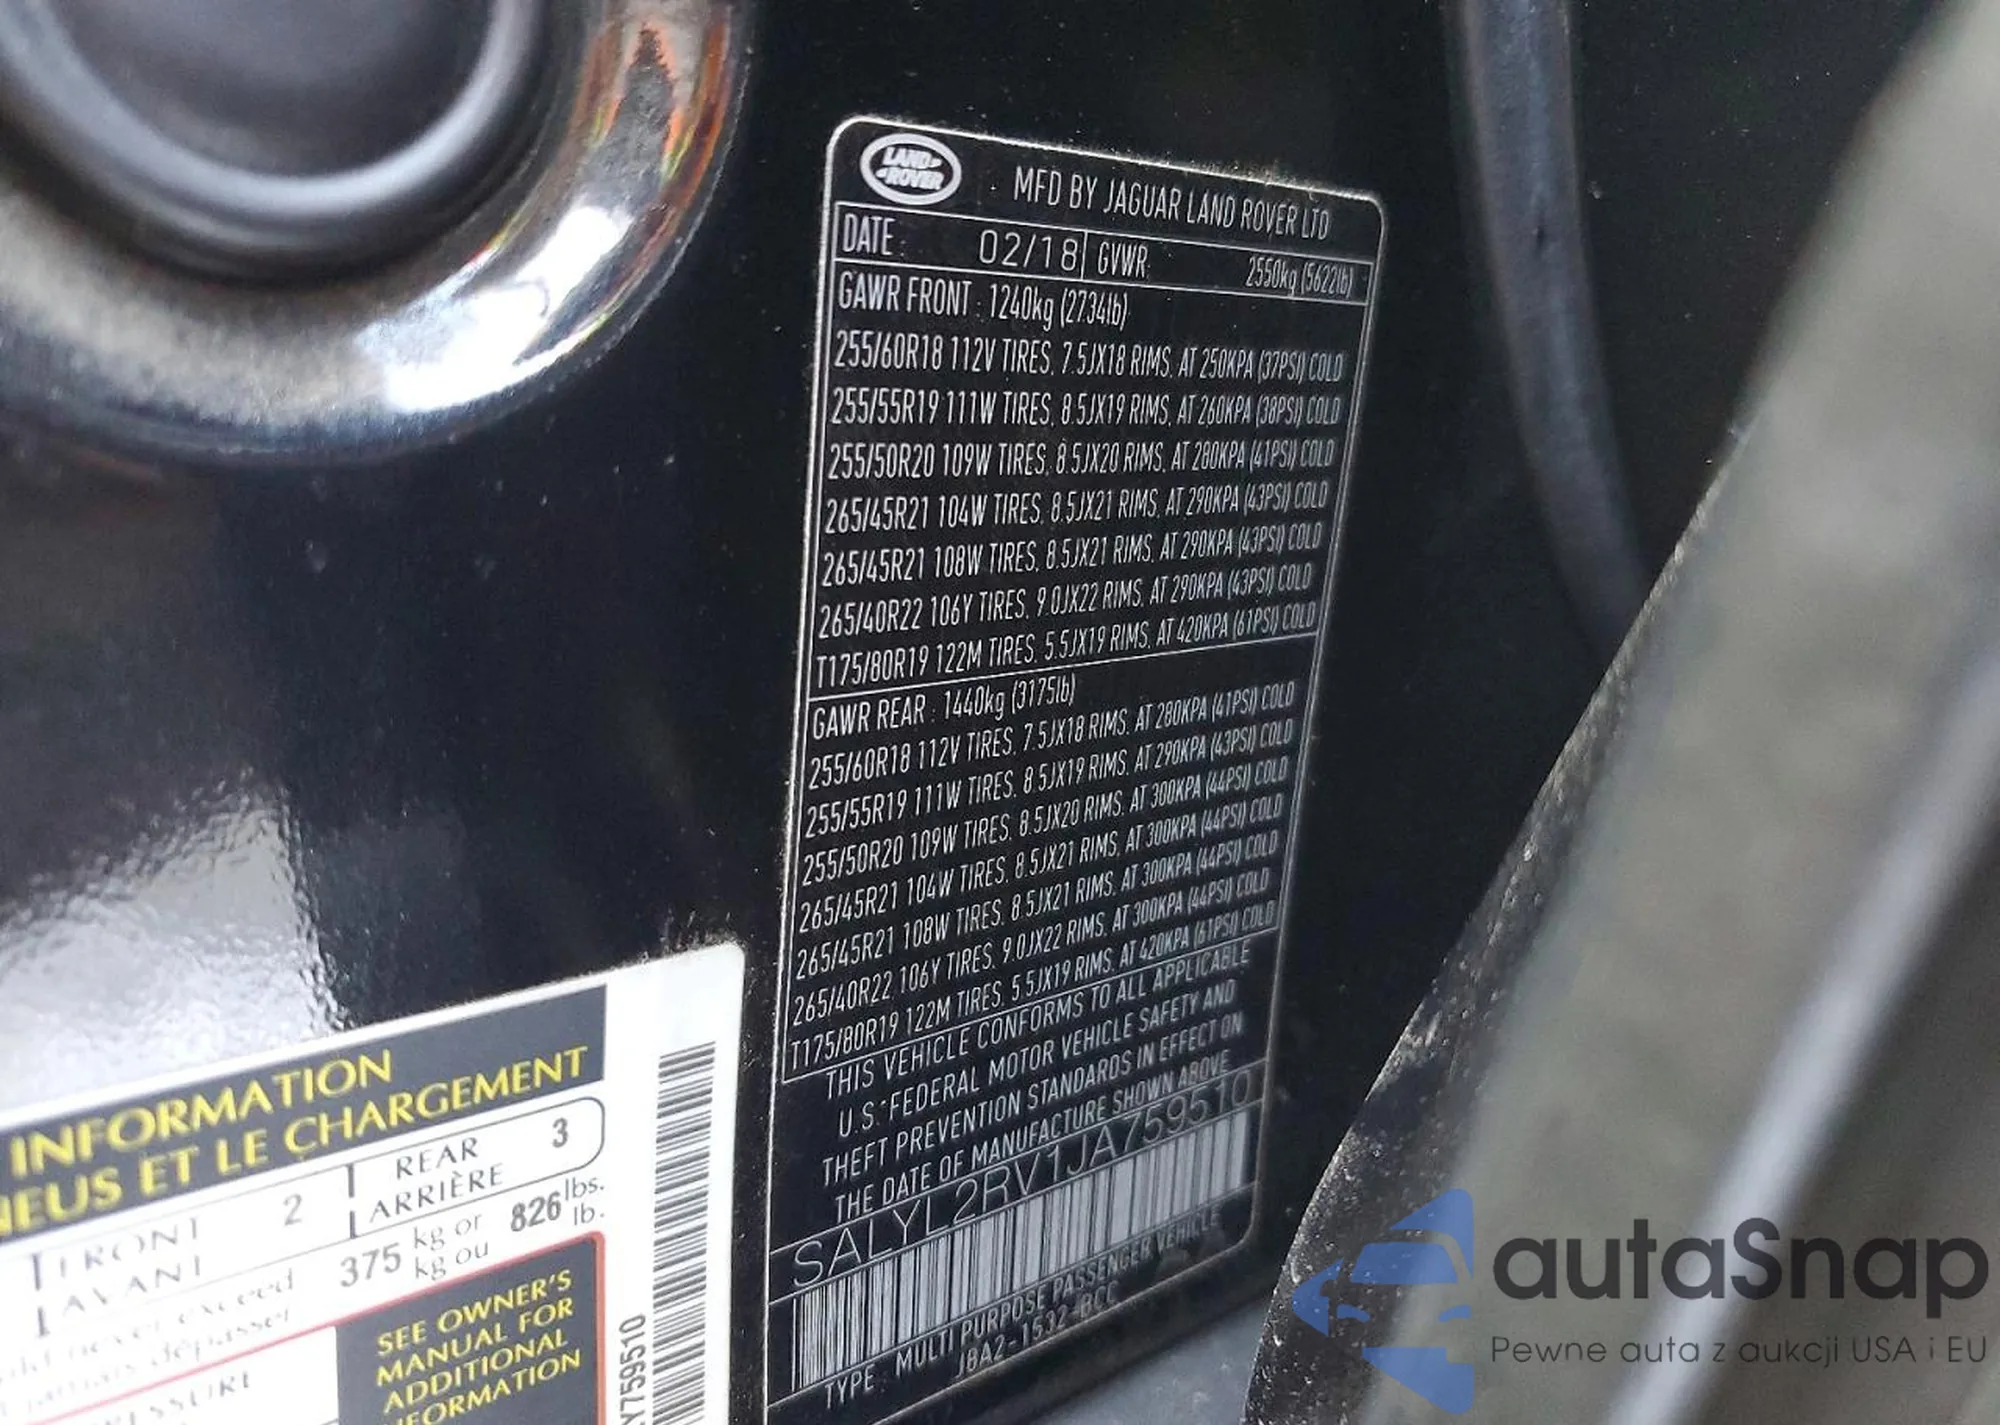 LAND ROVER
MFD BY JAGUAR LAND ROVER LTD
DATE: 02/18 GVWR: 2550kg (5622lb)
GAWR FRONT : 1240kg (2734lb)
255/60R18 112V TIRES, 7.5JX18 RIMS, AT 250KPA (37PSI) COLD
255/55R19 111W TIRES, 8.5JX19 RIMS, AT 260KPA (38PSI) COLD
255/50R20 109W TIRES, 8.5JX20 RIMS, AT 280KPA (41PSI) COLD
265/45R21 104W TIRES, 8.5JX21 RIMS, AT 290KPA (43PSI) COLD
265/45R21 108W TIRES, 8.5JX21 RIMS, AT 290KPA (43PSI) COLD
265/40R22 106Y TIRES, 9.0JX22 RIMS, AT 290KPA (43PSI) COLD
T175/80R19 122M TIRES, 5.5JX19 RIMS, AT 420KPA (61PSI) COLD
GAWR REAR : 1440kg (3175lb)
255/60R18 112V TIRES, 7.5JX18 RIMS, AT 280KPA (41PSI) COLD
255/55R19 111W TIRES, 8.5JX19 RIMS, AT 290KPA (43PSI) COLD
255/50R20 109W TIRES, 8.5JX20 RIMS, AT 300KPA (44PSI) COLD
265/45R21 104W TIRES, 8.5JX21 RIMS, AT 300KPA (44PSI) COLD
265/45R21 108W TIRES, 8.5JX21 RIMS, AT 300KPA (44PSI) COLD
265/40R22 106Y TIRES, 9.0JX22 RIMS, AT 300KPA (44PSI) COLD
T175/80R19 122M TIRES, 5.5JX19 RIMS, AT 420KPA (61PSI) COLD
THIS VEHICLE CONFORMS TO ALL APPLICABLE
U.S. FEDERAL MOTOR VEHICLE SAFETY AND
THEFT PREVENTION STANDARDS IN EFFECT ON
THE DATE OF MANUFACTURE SHOWN ABOVE
SALYL2RV1JA759510
TYPE: MULTI PURPOSE PASSENGER VEHICLE
J8A2-1532-BCC
INFORMATION
NEUS ET LE CHARGEMENT
FRONT 2 REAR 3
AVANT ARRIÈRE
exceed 375 kg or 826 lbs.
dépasser kg ou lb.
SEE OWNER'S
MANUAL FOR
ADDITIONAL
INFORMATION
Y759510
autaSnap
Pewne auta z aukcji USA i EU